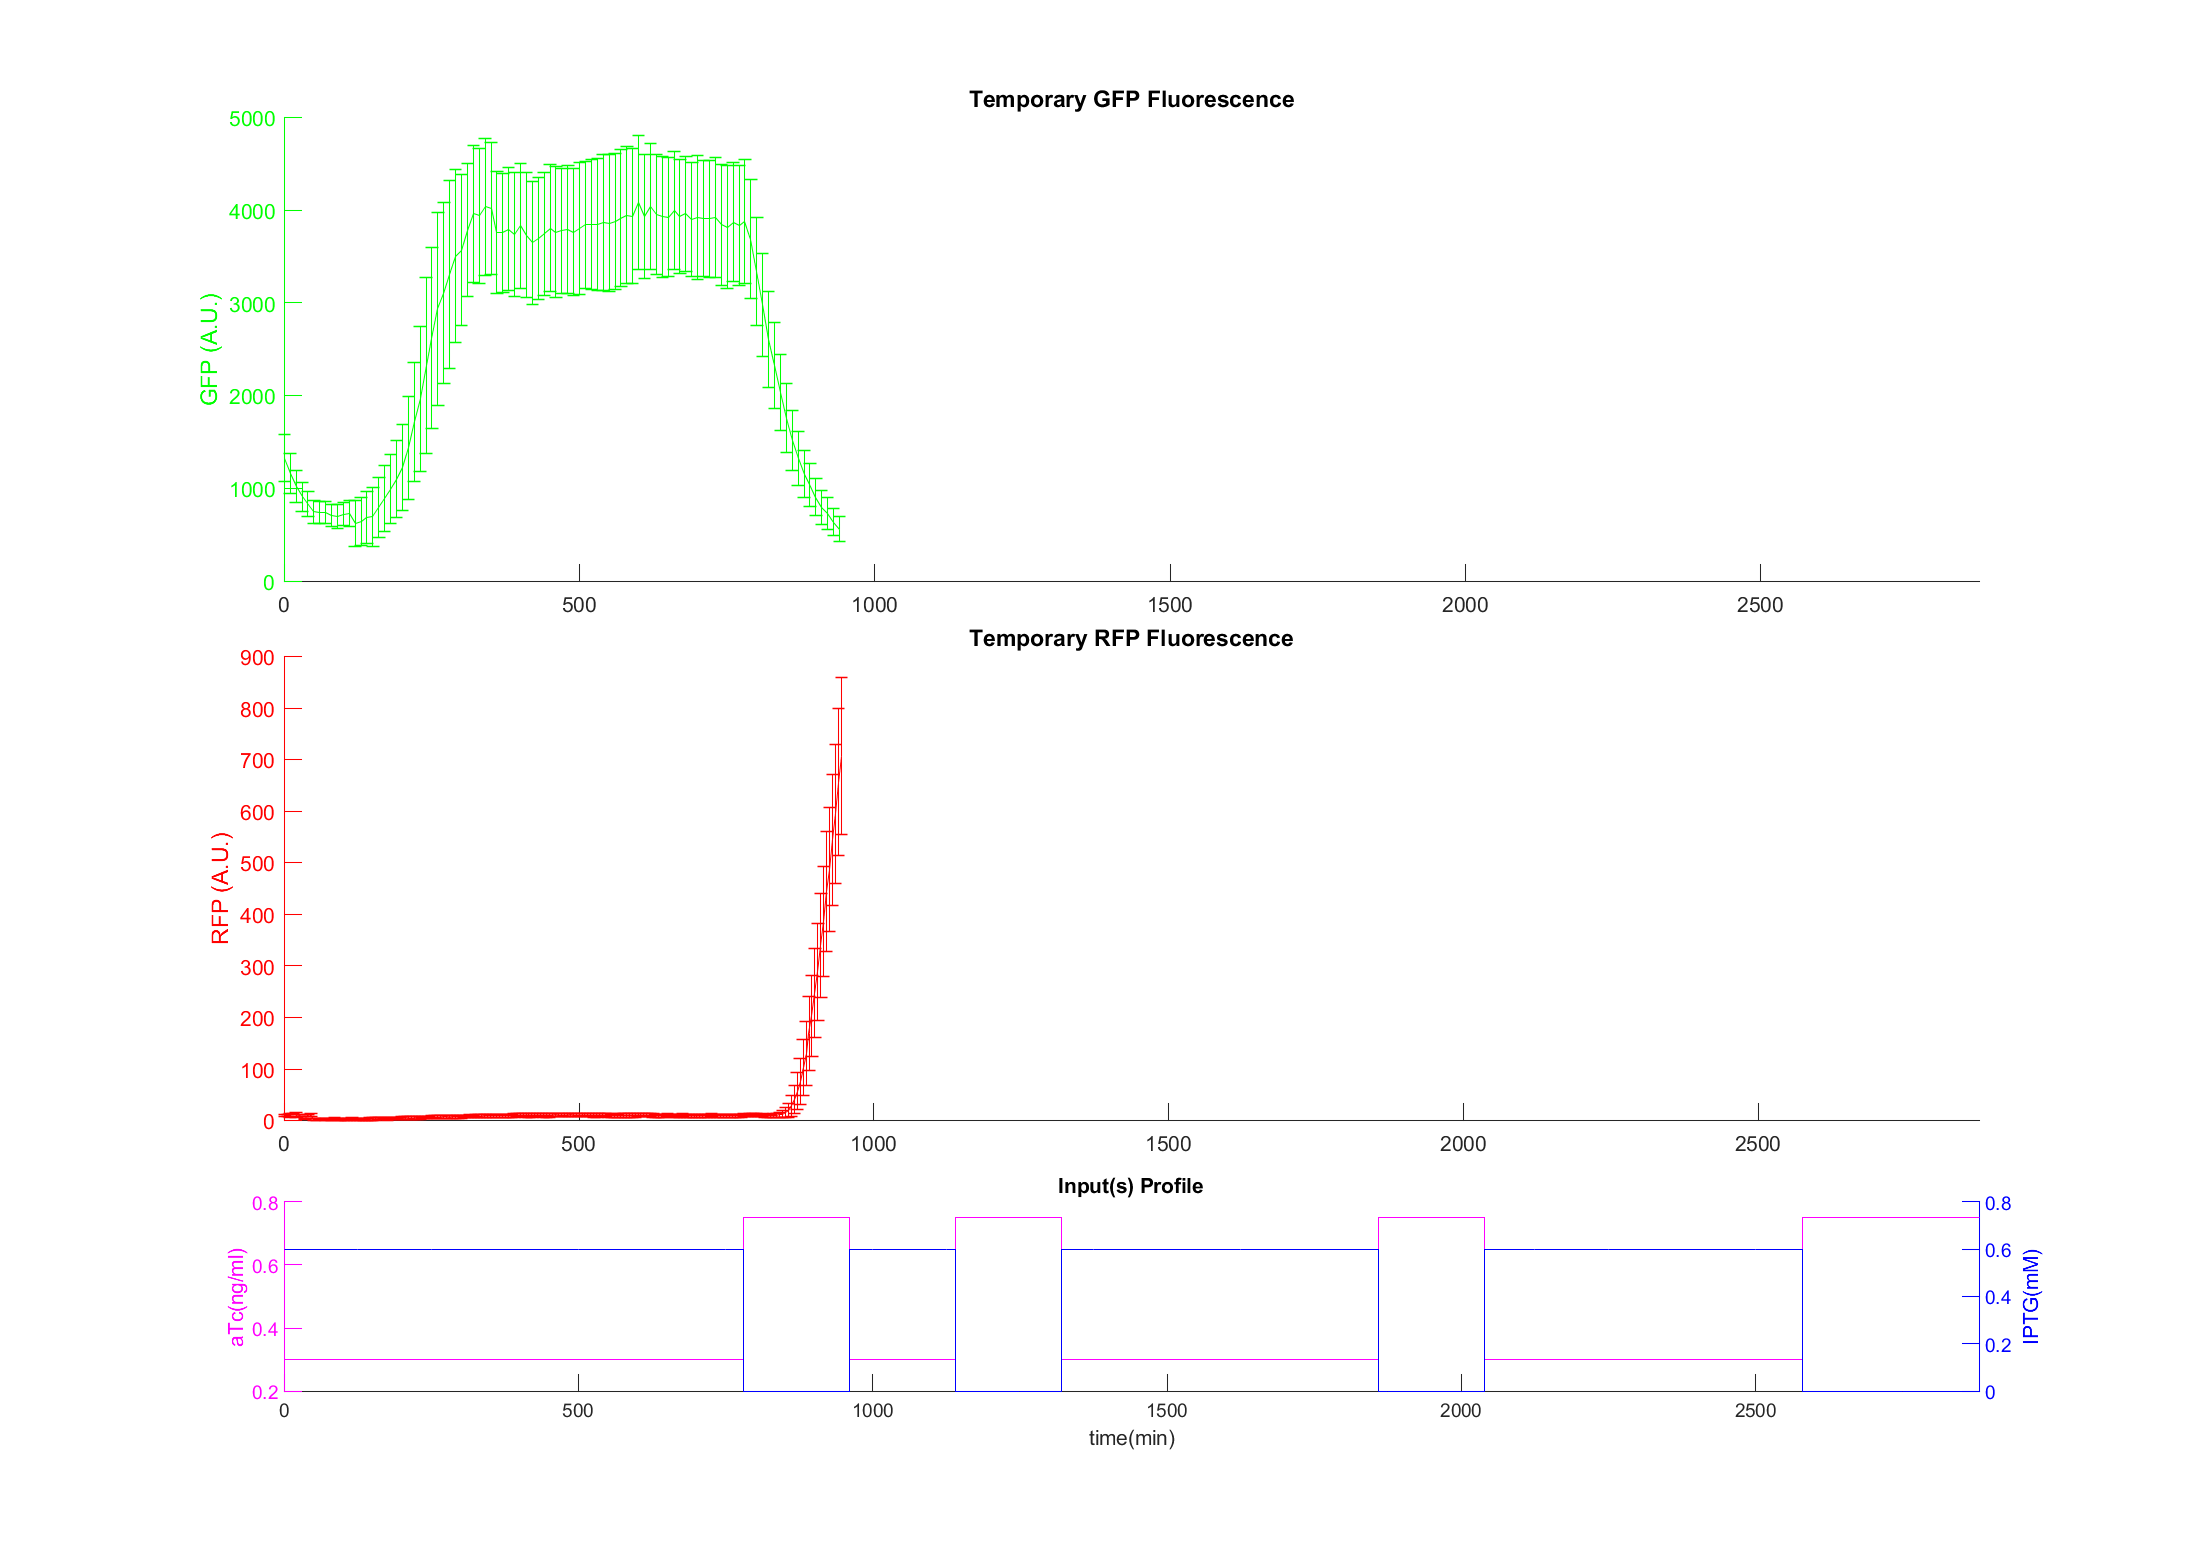 Temporary GFP Fluorescence
5000
4000
3000
2000
1000
0
GFP (A.U.)
0 500 1000 1500 2000 2500
Temporary RFP Fluorescence
900
800
700
600
500
400
300
200
100
0
RFP (A.U.)
0 500 1000 1500 2000 2500
Input(s) Profile
0.8
0.6
0.4
0.2
aTc(ng/ml)
0.8
0.6
0.4
0.2
0
IPTG(mM)
0 500 1000 1500 2000 2500
time(min)